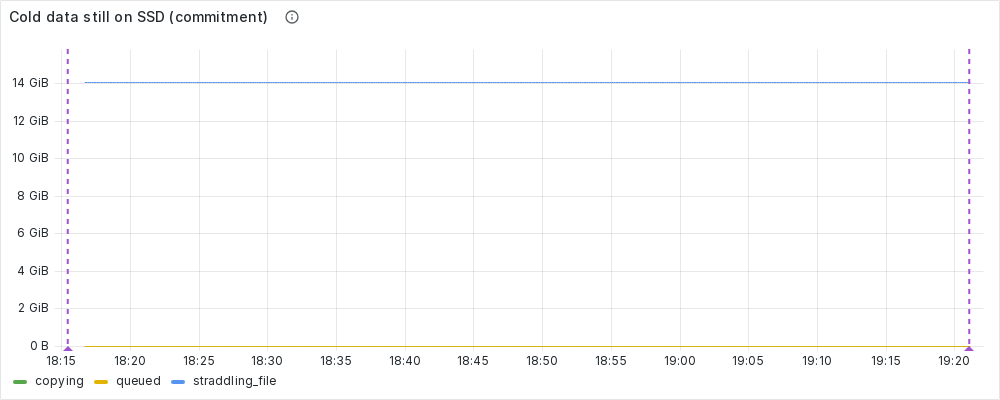 Cold data still on SSD (commitment)
14 GiB
12 GiB
10 GiB
8 GiB
6 GiB
4 GiB
2 GiB
0 B
18:15 18:20 18:25 18:30 18:35 18:40 18:45 18:50 18:55 19:00 19:05 19:10 19:15 19:20
copying queued straddling_file